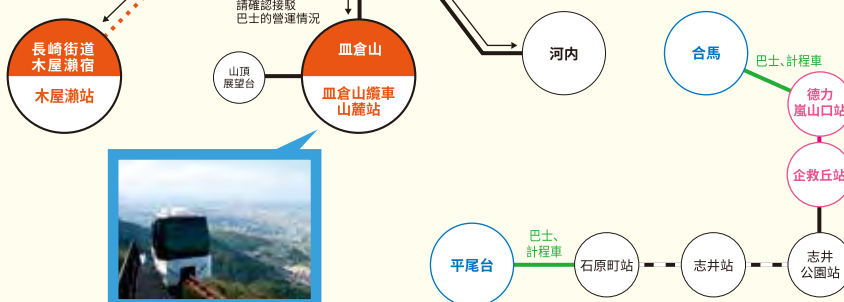 請確認接駁
巴士的營運情況
長崎街道
木屋瀨宿
木屋瀨站
山頂
展望台
皿倉山
皿倉山纜車
山麓站
河内
合馬
巴士、計程車
德力
嵐山口站
企救丘站
平尾台
巴士、
計程車
石原町站
志井站
志井
公園站